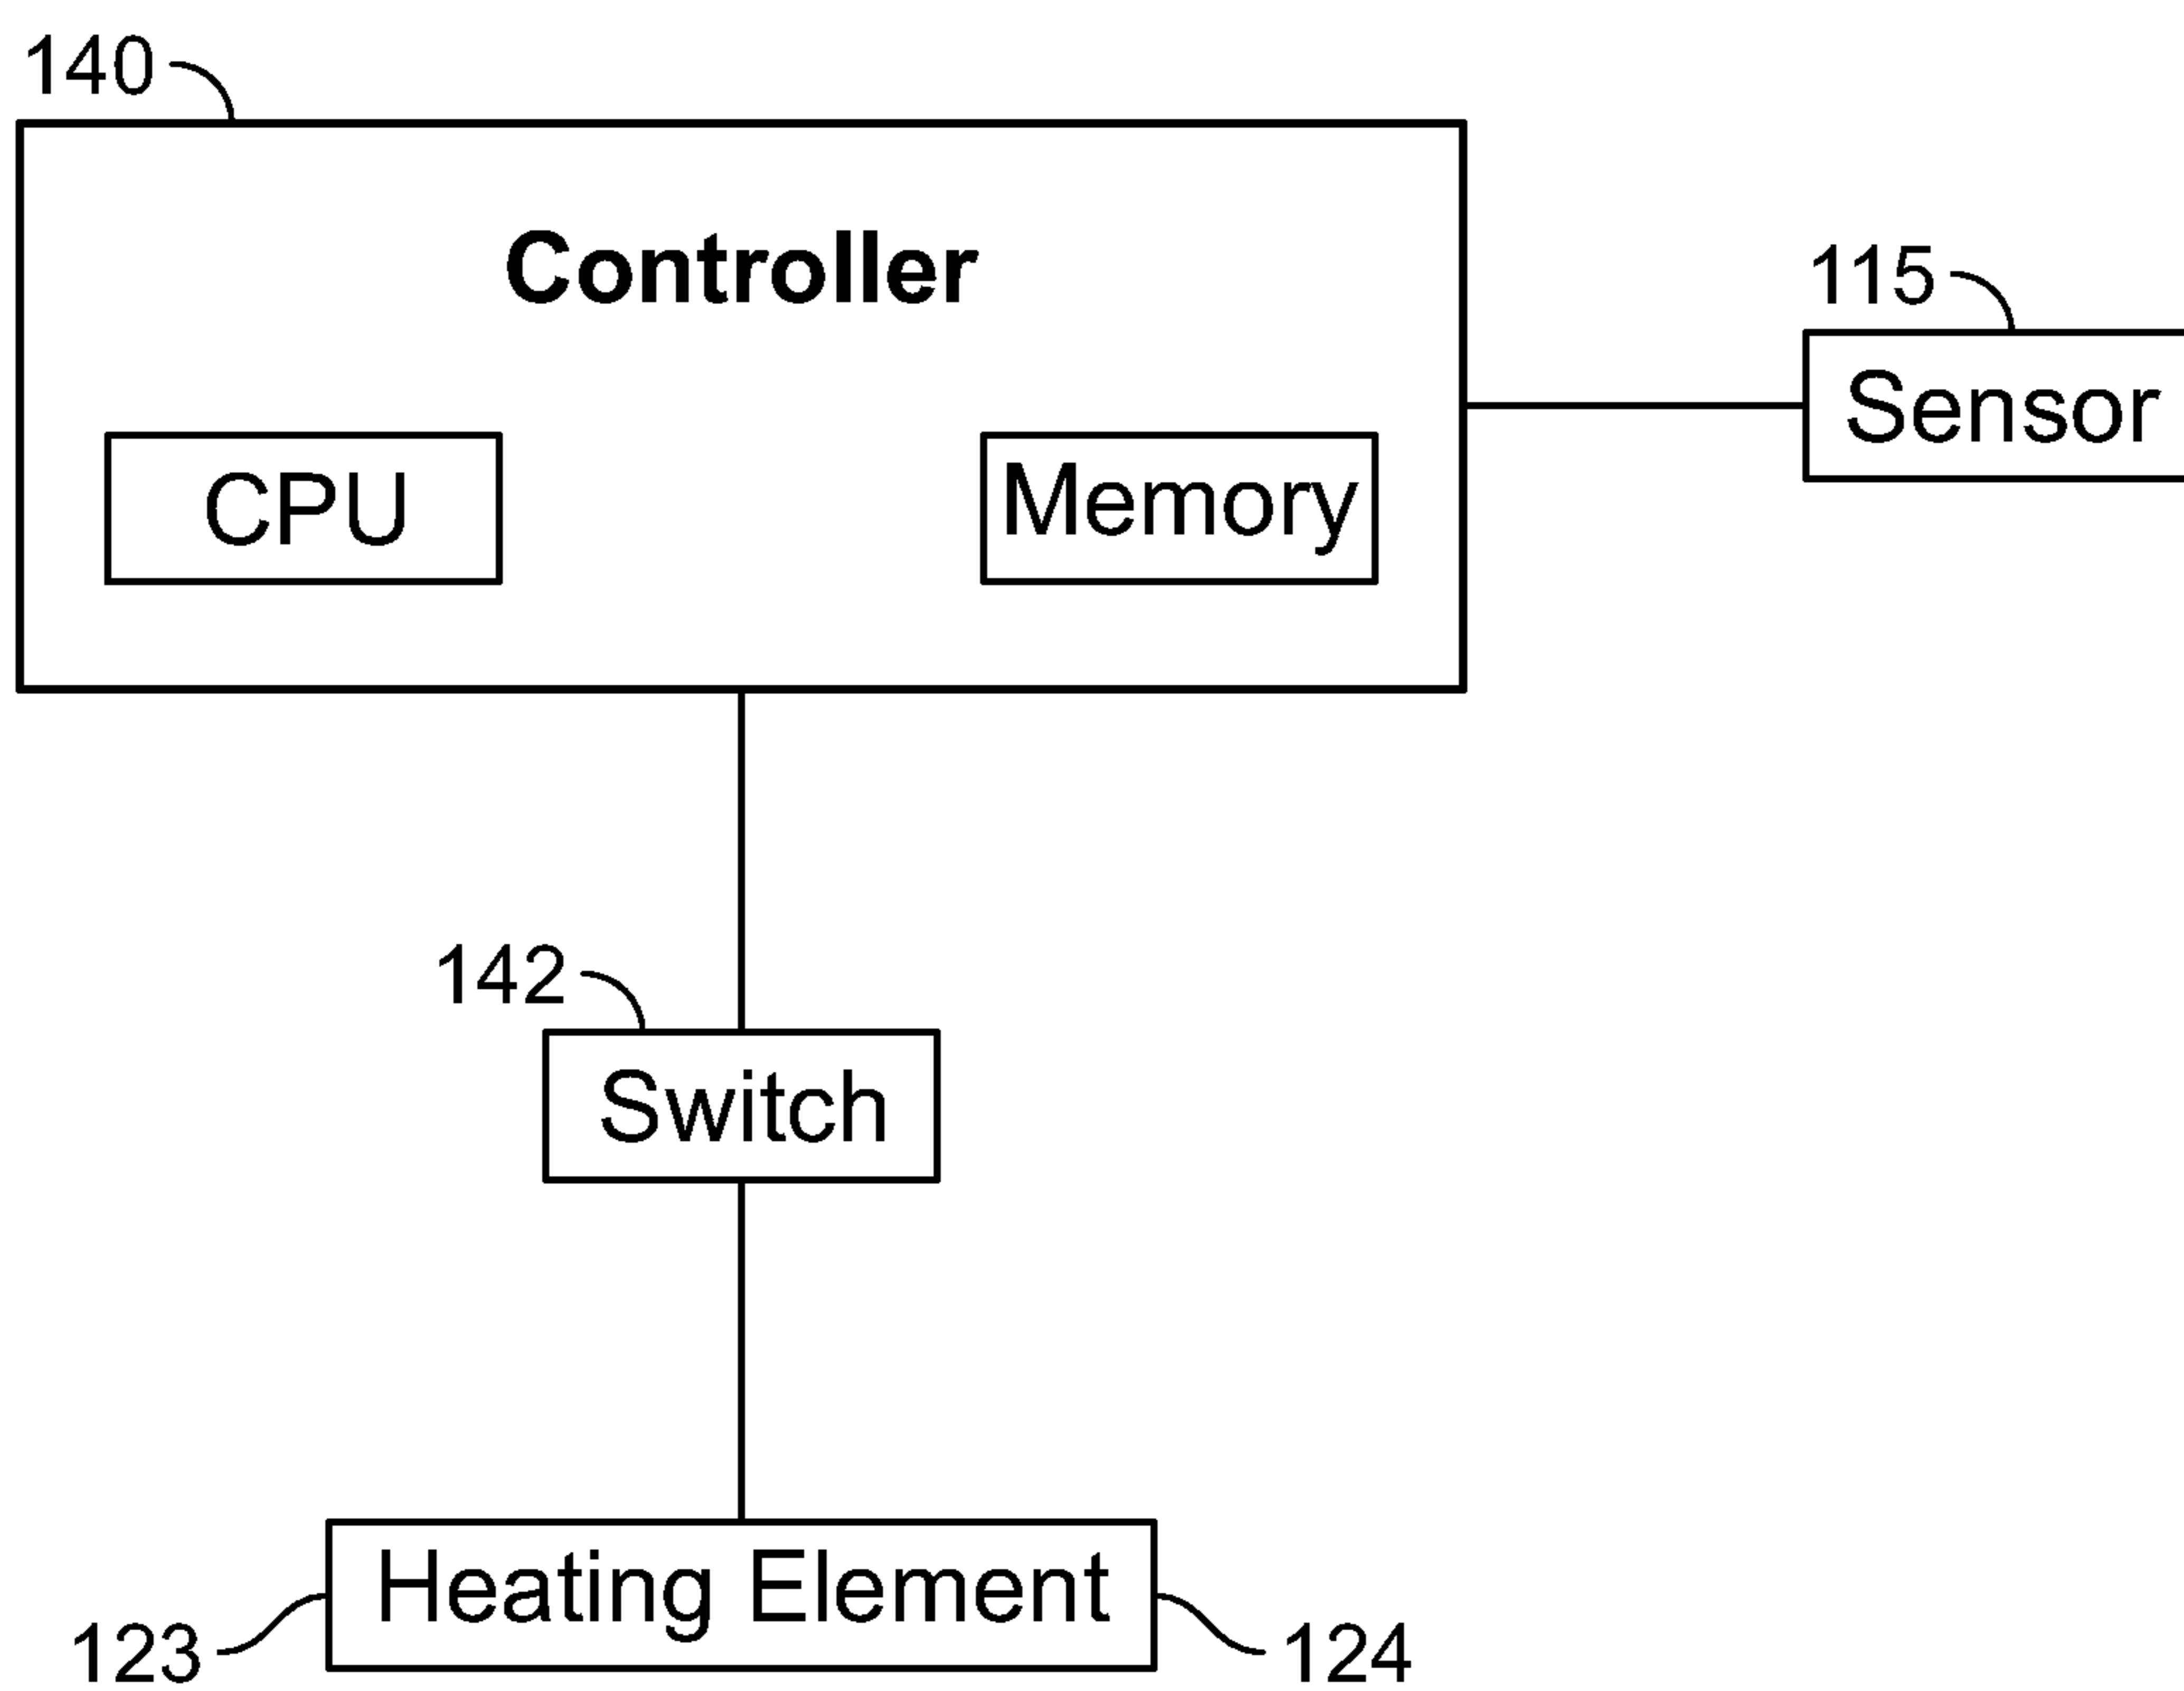 140
Controller
115
Sensor
CPU
Memory
142
Switch
Heating Element
123
124